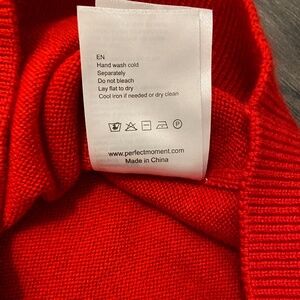 EN
Hand wash cold
Separately
Do not bleach
Lay flat to dry
Cool iron if needed or dry clean
P
www.perfectmoment.com
Made in China